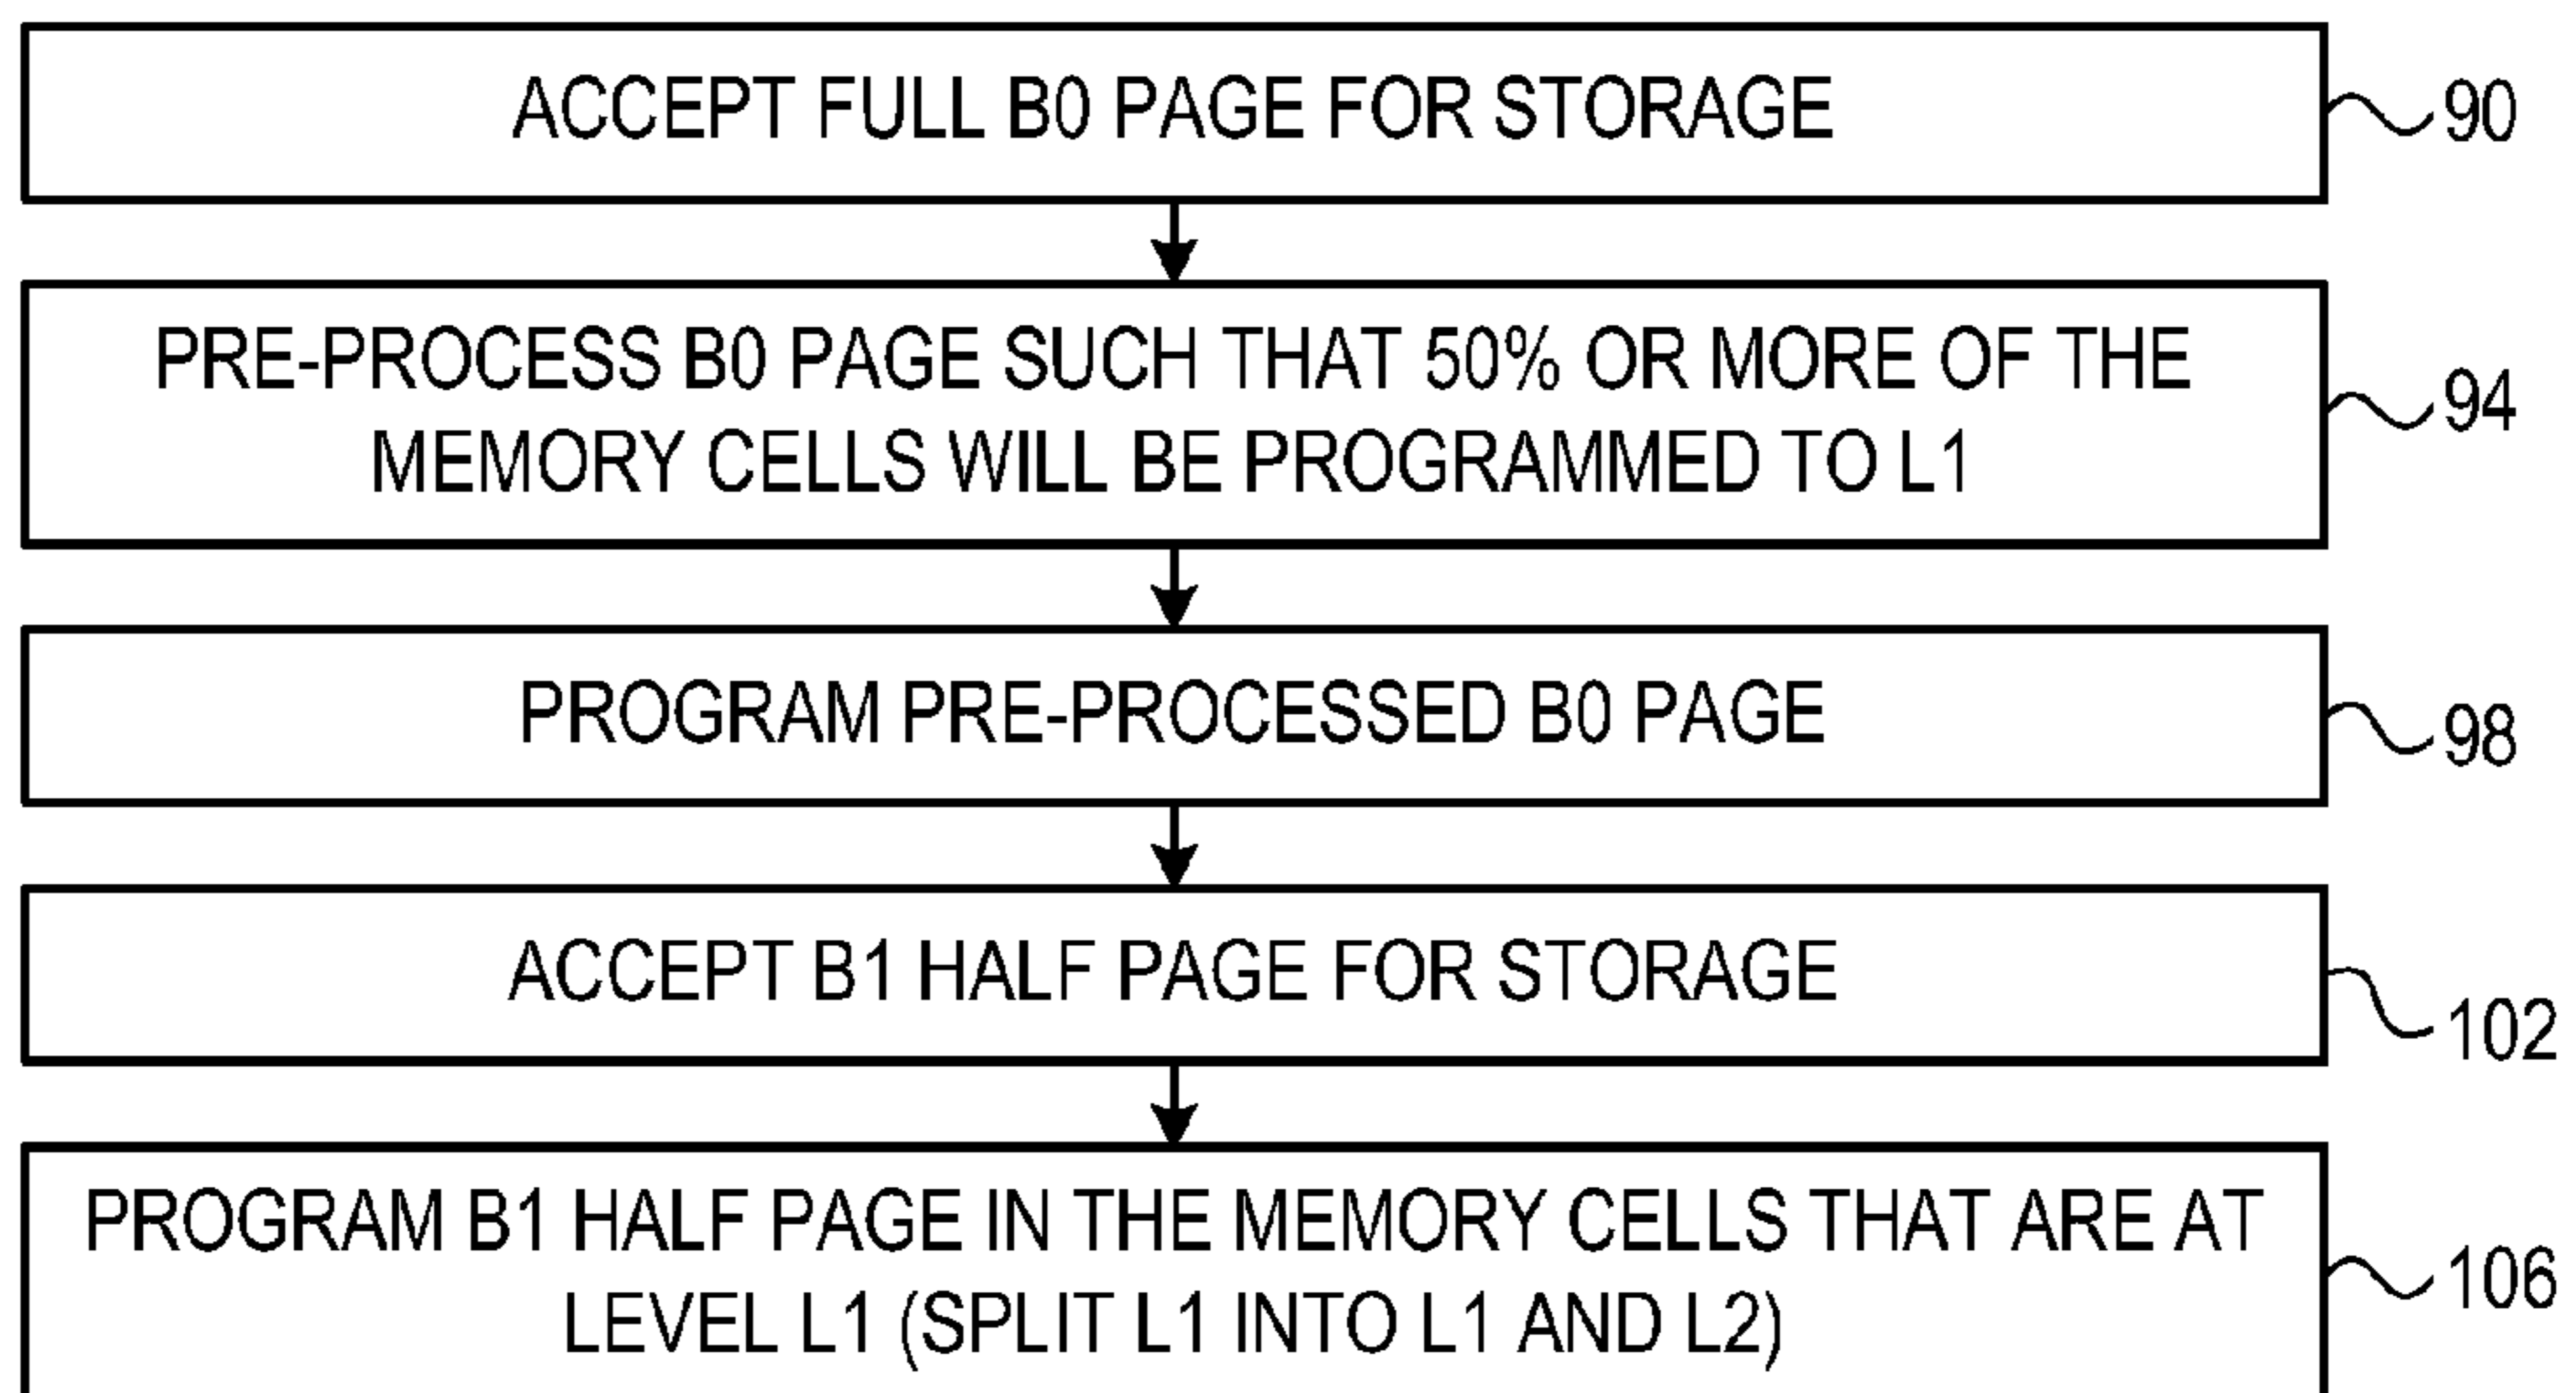 ACCEPT FULL B0 PAGE FOR STORAGE
90
PRE-PROCESS B0 PAGE SUCH THAT 50% OR MORE OF THE
MEMORY CELLS WILL BE PROGRAMMED TO L1
94
PROGRAM PRE-PROCESSED B0 PAGE
98
ACCEPT B1 HALF PAGE FOR STORAGE
102
PROGRAM B1 HALF PAGE IN THE MEMORY CELLS THAT ARE AT
LEVEL L1 (SPLIT L1 INTO L1 AND L2)
106